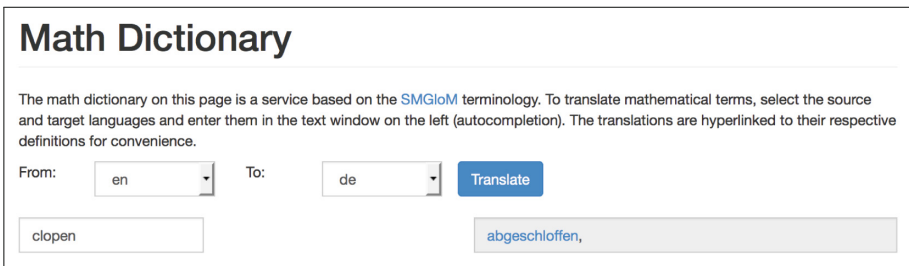 Math Dictionary
The math dictionary on this page is a service based on the SMGloM terminology. To translate mathematical terms, select the source
and target languages and enter them in the text window on the left (autocompletion). The translations are hyperlinked to their respective
definitions for convenience.
From: en To: de Translate
clopen abgeschloffen,